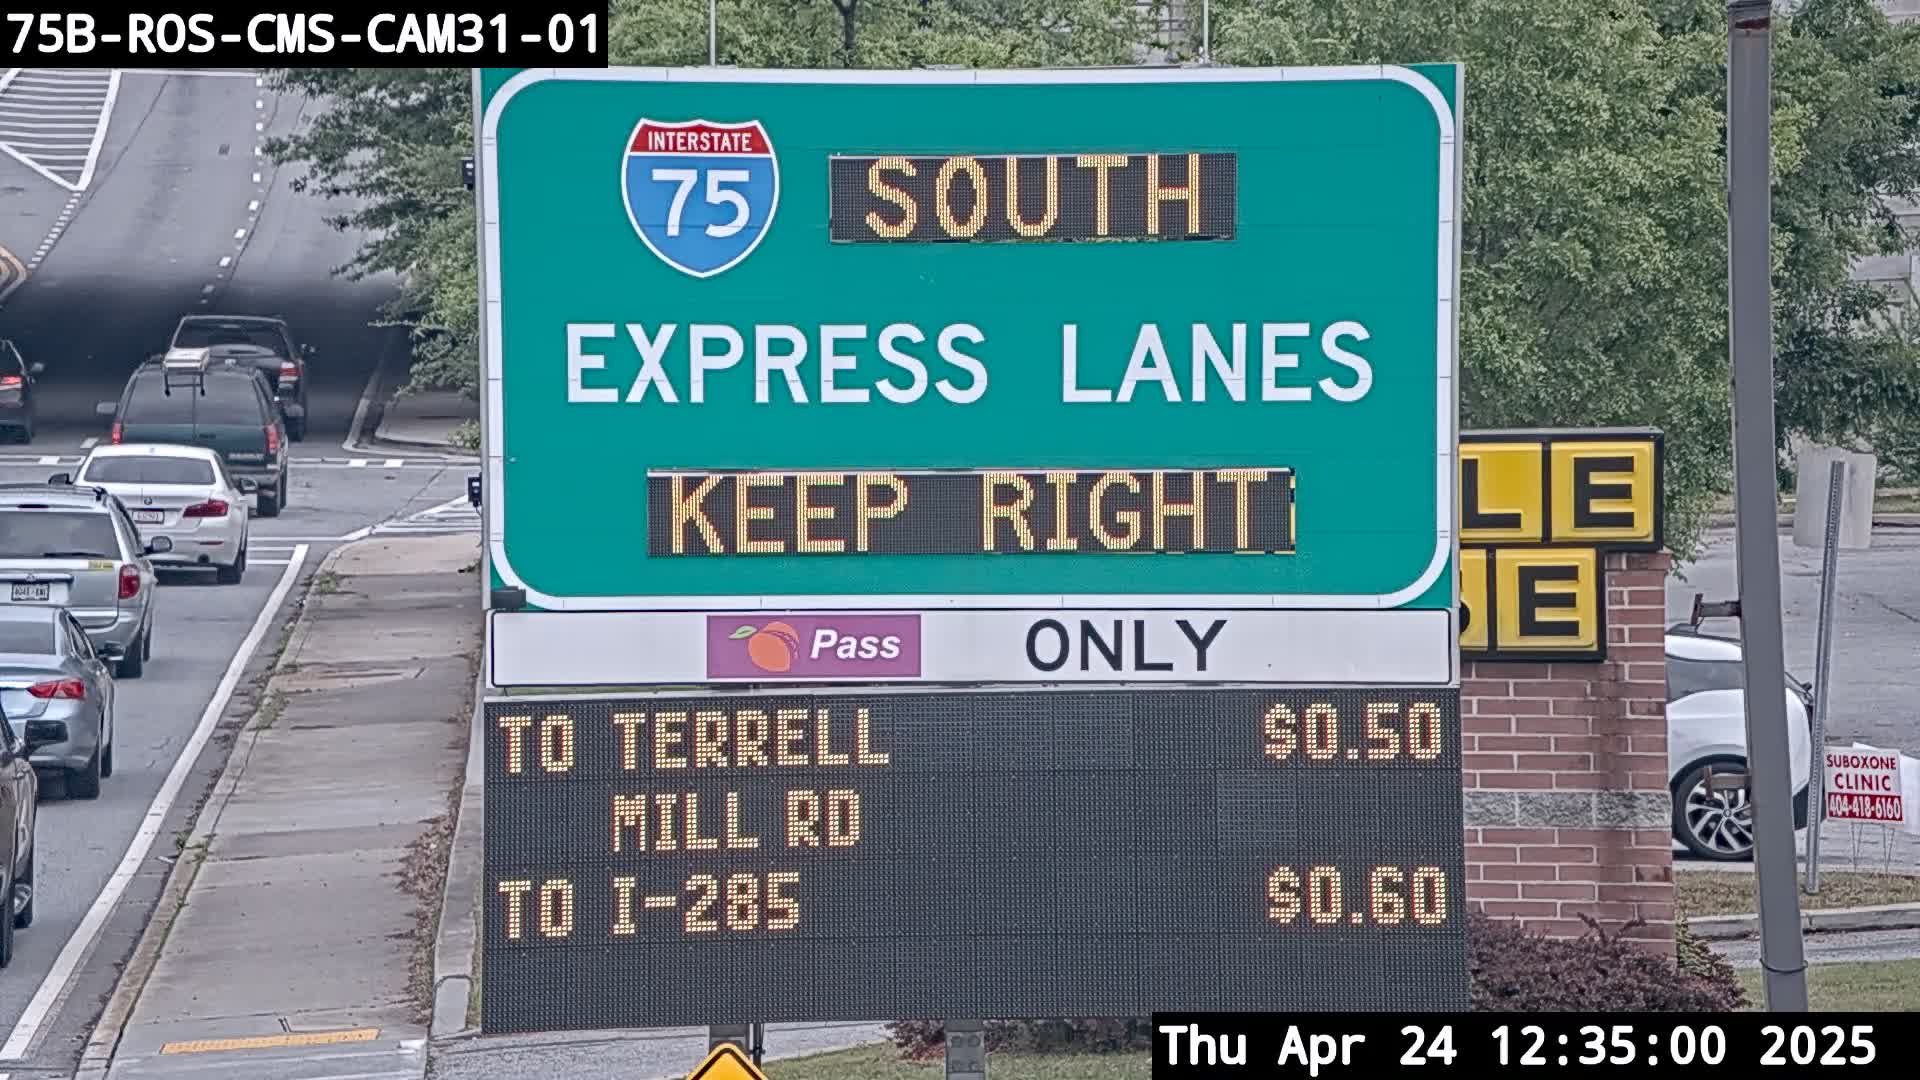 75B-ROS-CMS-CAM31-01
INTERSTATE
75
SOUTH
EXPRESS LANES
KEEP RIGHT
Pass ONLY
TO TERRELL $0.50
MILL RD
TO I-285 $0.60
LE
E
SUBOXONE
CLINIC
404-418-6160
Thu Apr 24 12:35:00 2025